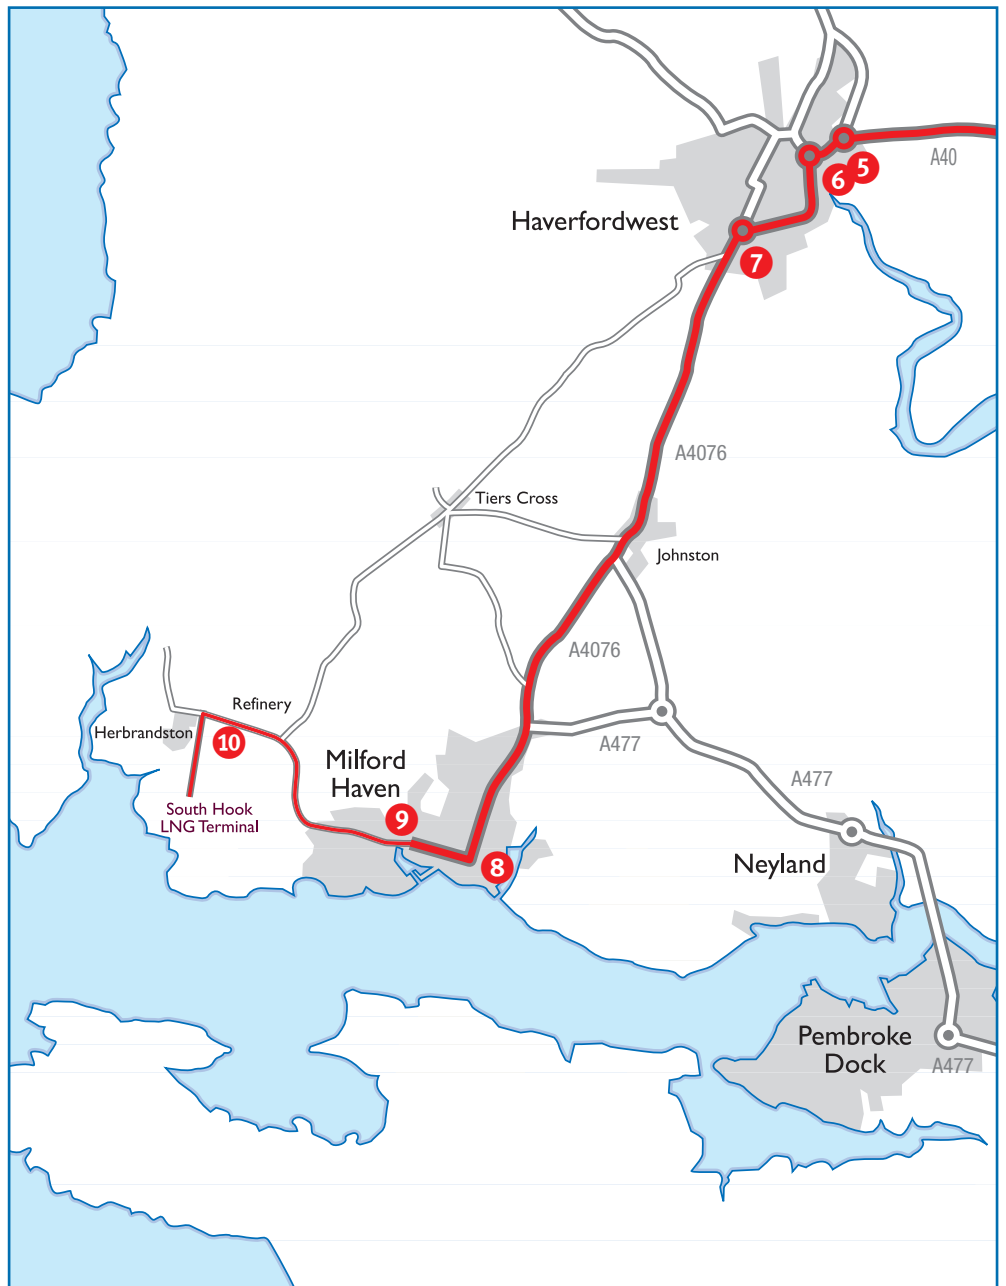 A40
5
6
Haverfordwest
7
A4076
Tiers Cross
Johnston
A4076
Refinery
Herbrandston
10
A477
Milford
Haven
A477
South Hook
LNG Terminal
9
8
Neyland
Pembroke
Dock
A477